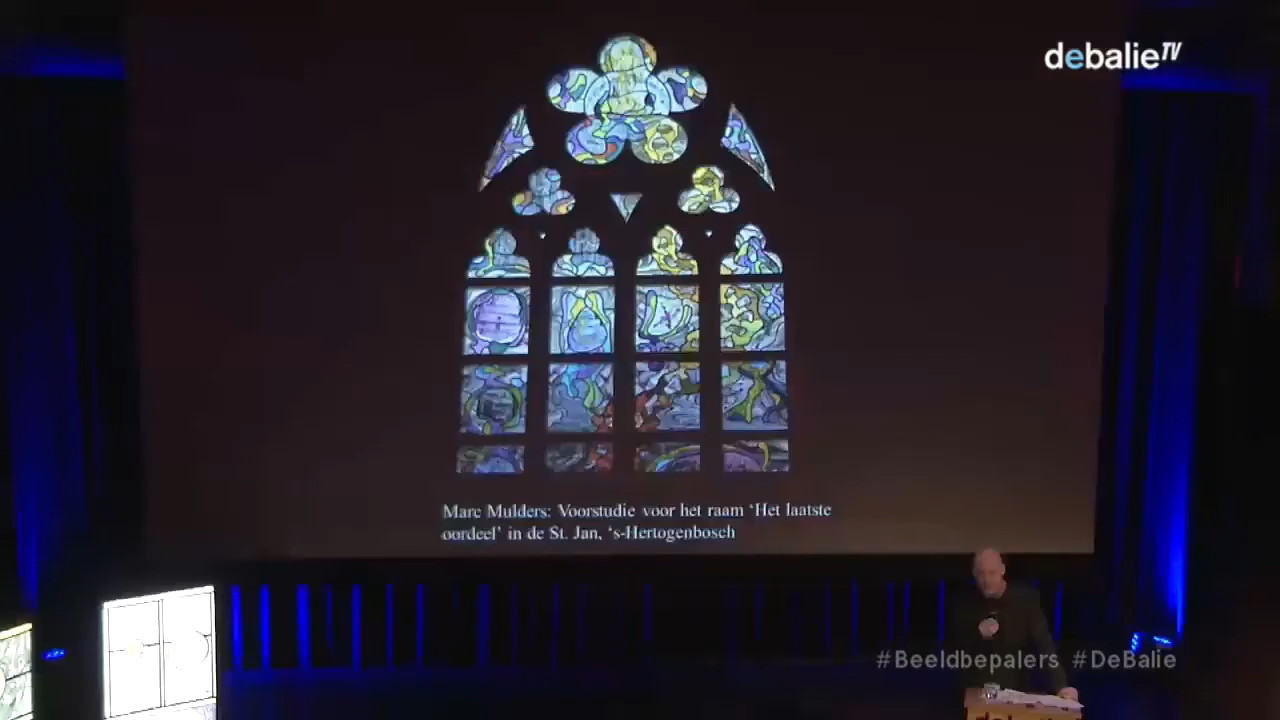 debalieTV
Marc Mulders: Voorstudie voor het raam ‘Het laatste
oordeel’ in de St. Jan, ‘s-Hertogenbosch
#Beeldbepalers #DeBalie